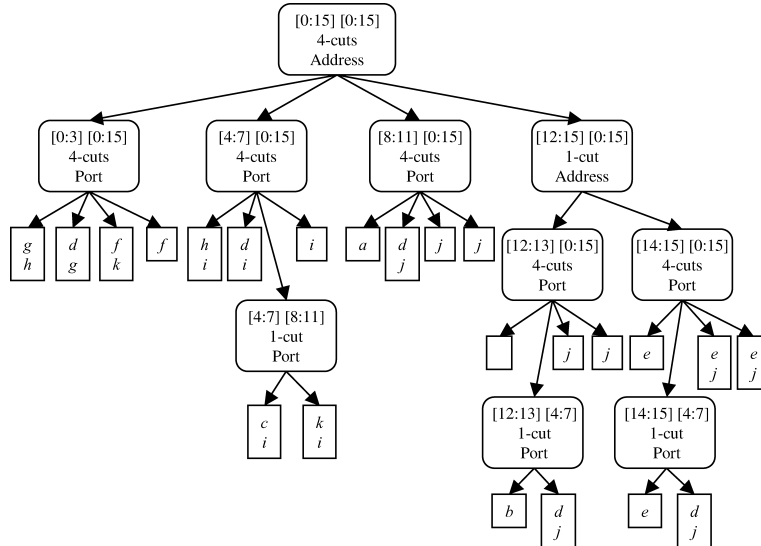 [0:15] [0:15]
4-cuts
Address
[0:3] [0:15]
4-cuts
Port
[4:7] [0:15]
4-cuts
Port
[8:11] [0:15]
4-cuts
Port
[12:15] [0:15]
1-cut
Address
g
h
d
g
f
k
f
h
i
d
i
i
a
d
j
j
j
[12:13] [0:15]
4-cuts
Port
[14:15] [0:15]
4-cuts
Port
[4:7] [8:11]
1-cut
Port
j
j
e
e
j
e
j
c
i
k
i
[12:13] [4:7]
1-cut
Port
[14:15] [4:7]
1-cut
Port
b
d
j
e
d
j